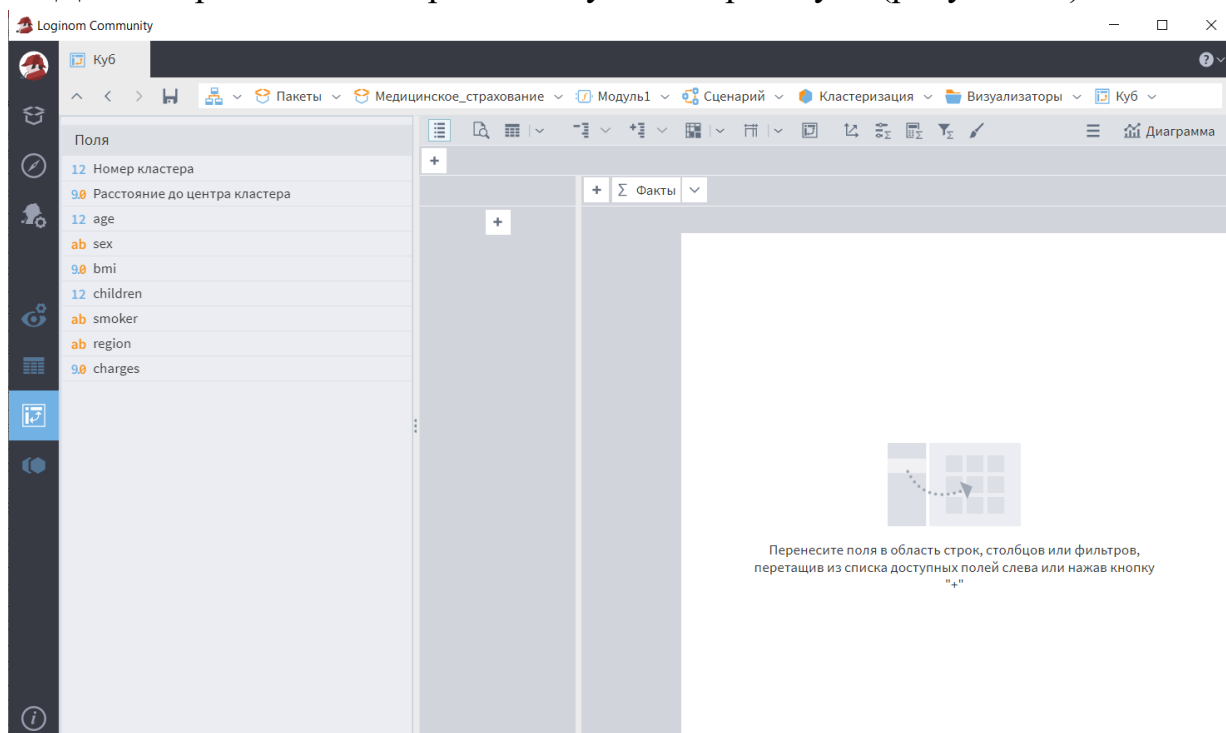 Loginom Community
Куб
Пакеты Медицинское_страхование Модуль1 Сценарий Кластеризация Визуализаторы Куб
Поля
Диаграмма
12 Номер кластера
9.0 Расстояние до центра кластера
Σ Факты
12 age
ab sex
9.0 bmi
12 children
ab smoker
ab region
9.0 charges
Перенесите поля в область строк, столбцов или фильтров,
перетащив из списка доступных полей слева или нажав кнопку
"+"